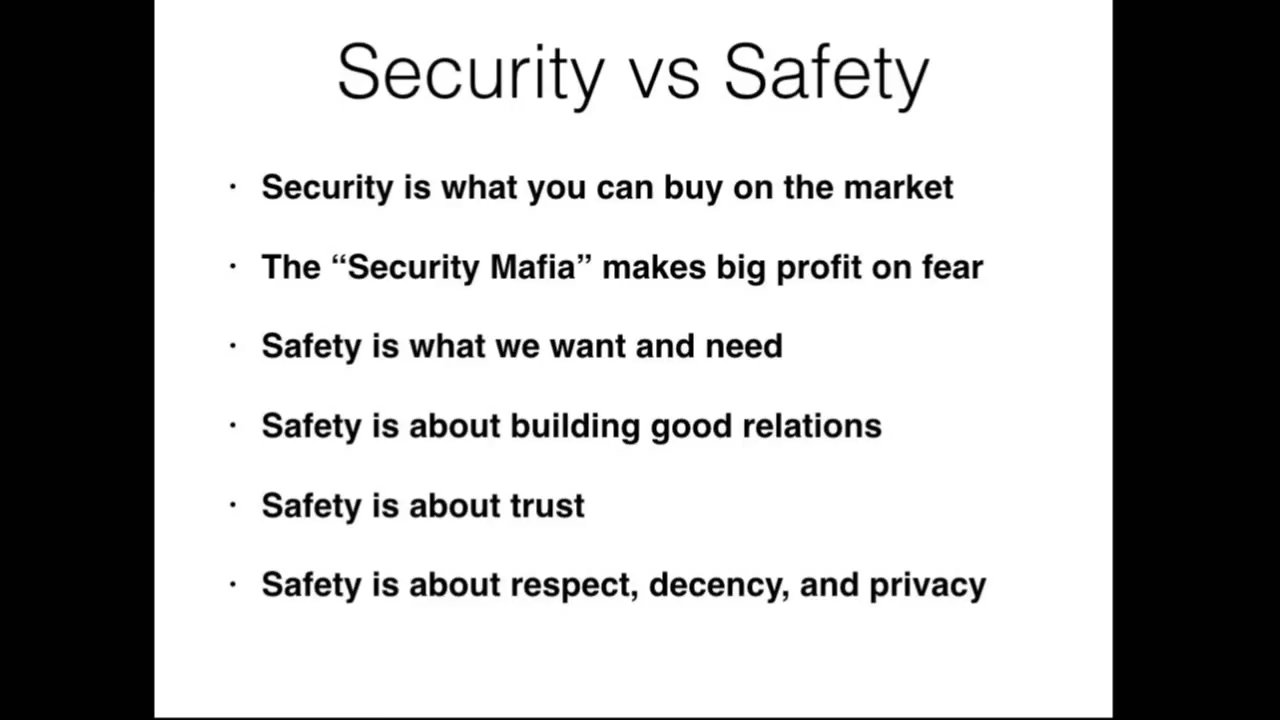 Security vs Safety
· Security is what you can buy on the market
· The “Security Mafia” makes big profit on fear
· Safety is what we want and need
· Safety is about building good relations
· Safety is about trust
· Safety is about respect, decency, and privacy